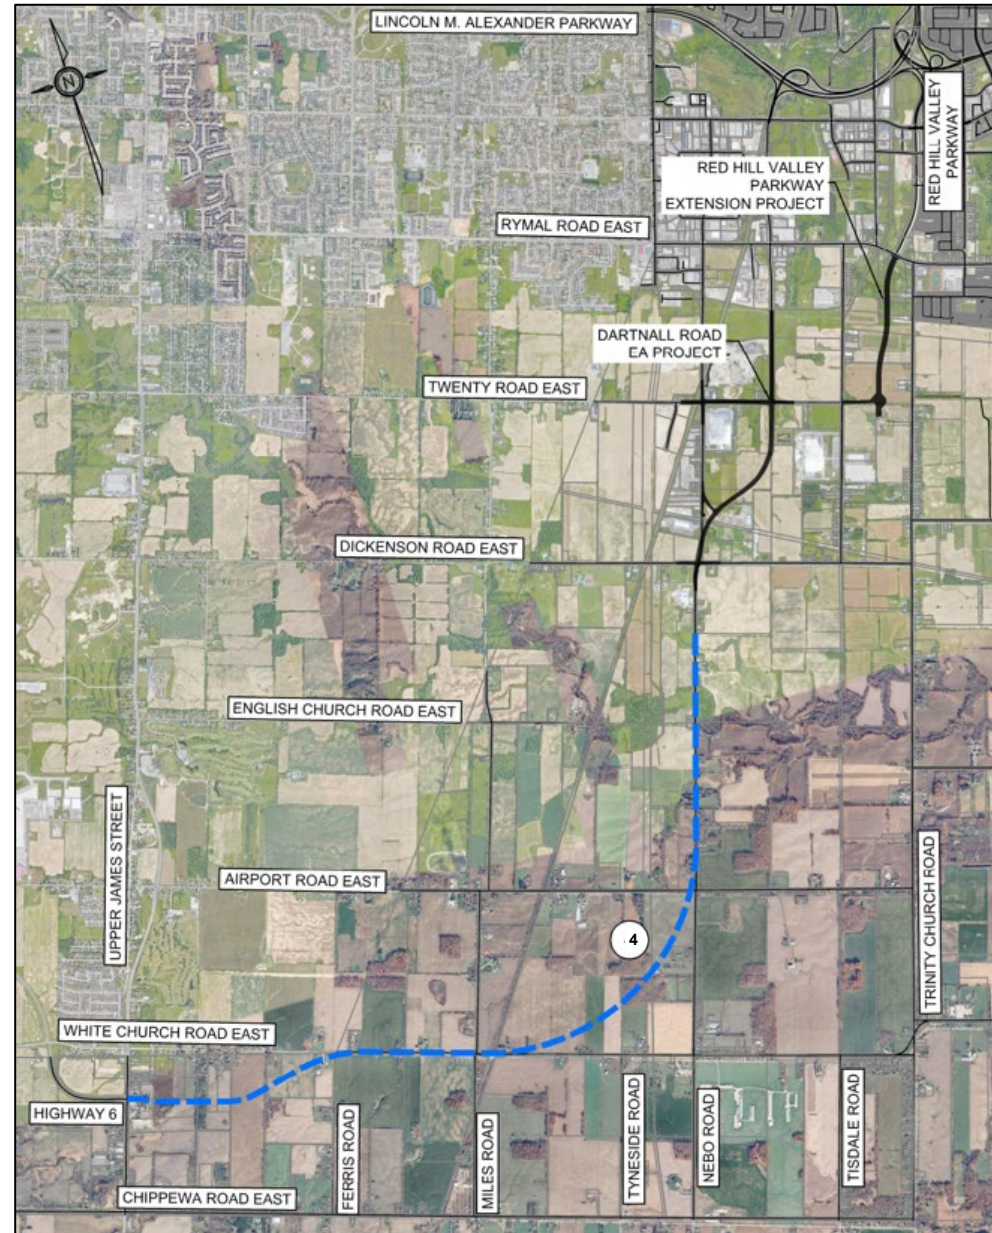 LINCOLN M. ALEXANDER PARKWAY
N
RED HILL VALLEY
PARKWAY
RED HILL VALLEY
PARKWAY
EXTENSION PROJECT
RYMAL ROAD EAST
DARTNALL ROAD
EA PROJECT
TWENTY ROAD EAST
DICKENSON ROAD EAST
ENGLISH CHURCH ROAD EAST
UPPER JAMES STREET
AIRPORT ROAD EAST
TRINITY CHURCH ROAD
4
WHITE CHURCH ROAD EAST
HIGHWAY 6
FERRIS ROAD
MILES ROAD
TYNESIDE ROAD
NEBO ROAD
TISDALE ROAD
CHIPPEWA ROAD EAST